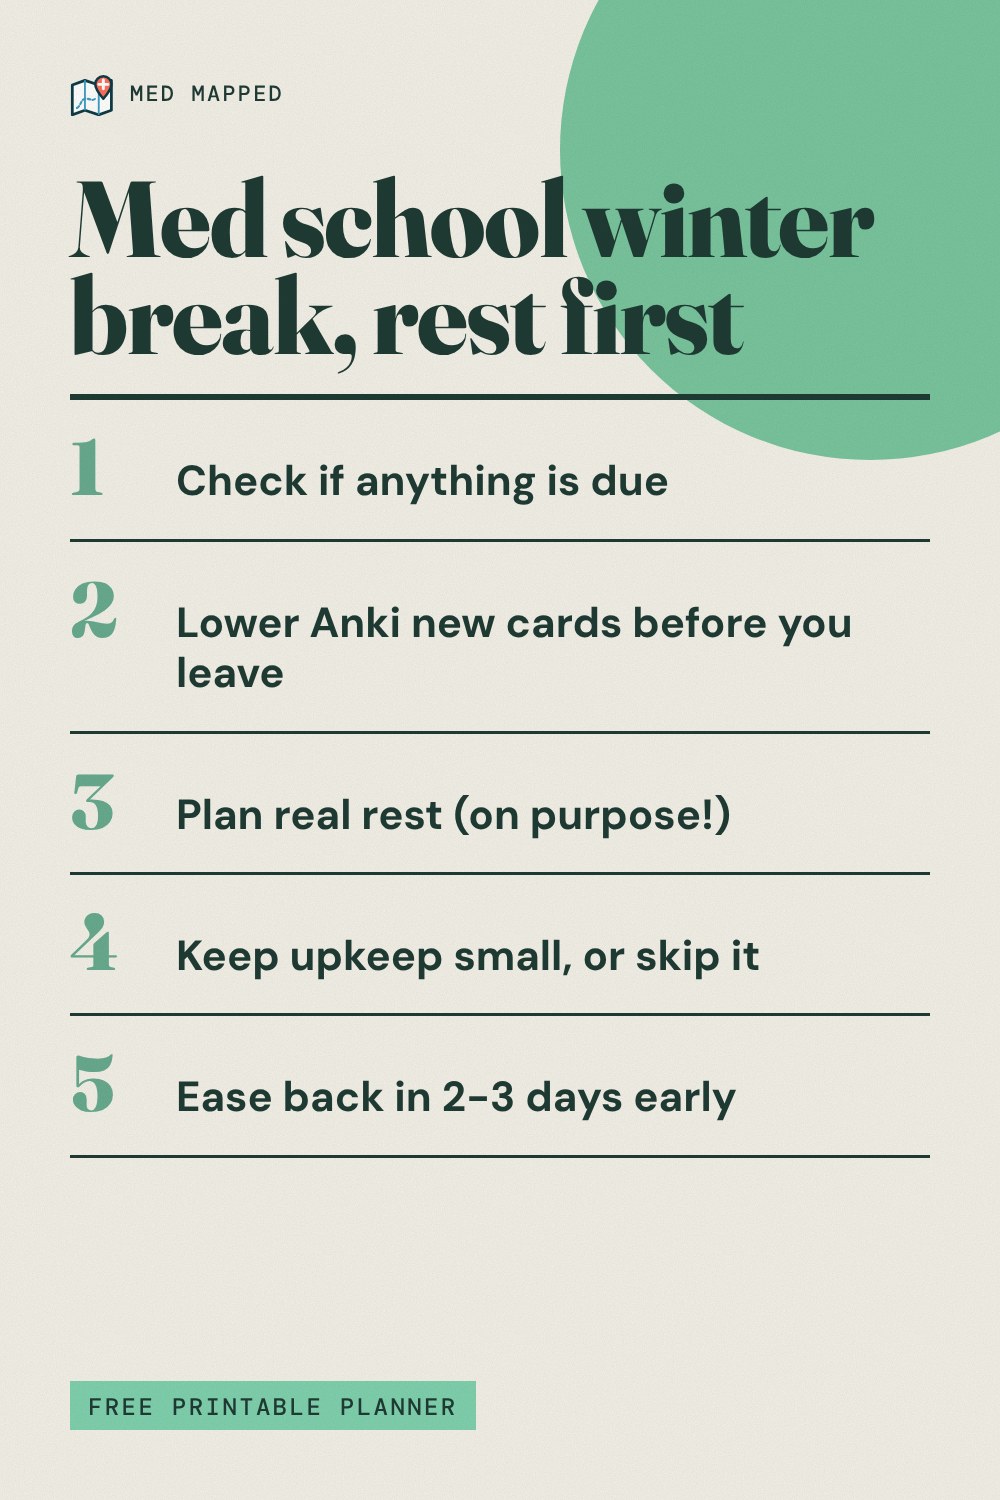 MED MAPPED
Med school winter
break, rest first
1 Check if anything is due
2 Lower Anki new cards before you
leave
3 Plan real rest (on purpose!)
4 Keep upkeep small, or skip it
5 Ease back in 2–3 days early
FREE PRINTABLE PLANNER